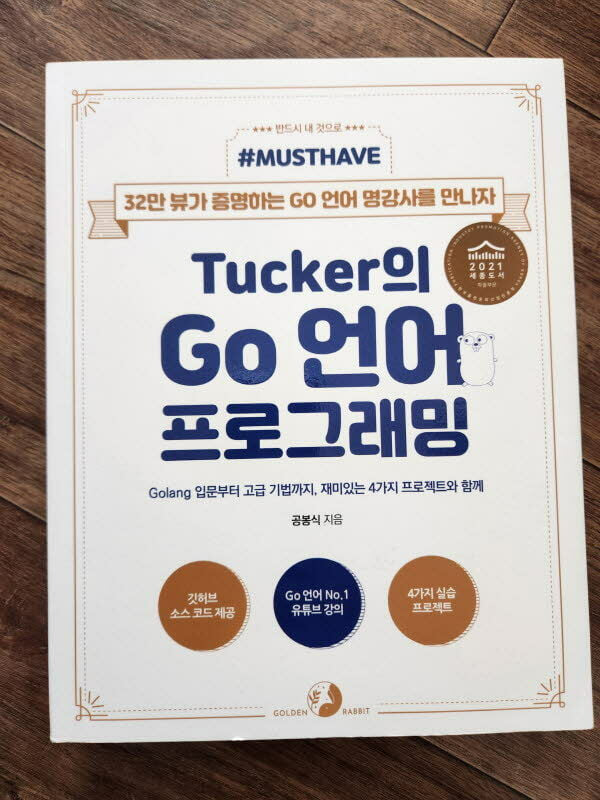 *** 반드시 내 것으로 ***
#MUSTHAVE
32만 뷰가 증명하는 GO 언어 명강사를 만나자
2021
세종도서
학술부문
Tucker의
Go 언어
프로그래밍
Golang 입문부터 고급 기법까지, 재미있는 4가지 프로젝트와 함께
공봉식 지음
깃허브
소스 코드 제공
Go 언어 No.1
유튜브 강의
4가지 실습
프로젝트
GOLDEN RABBIT